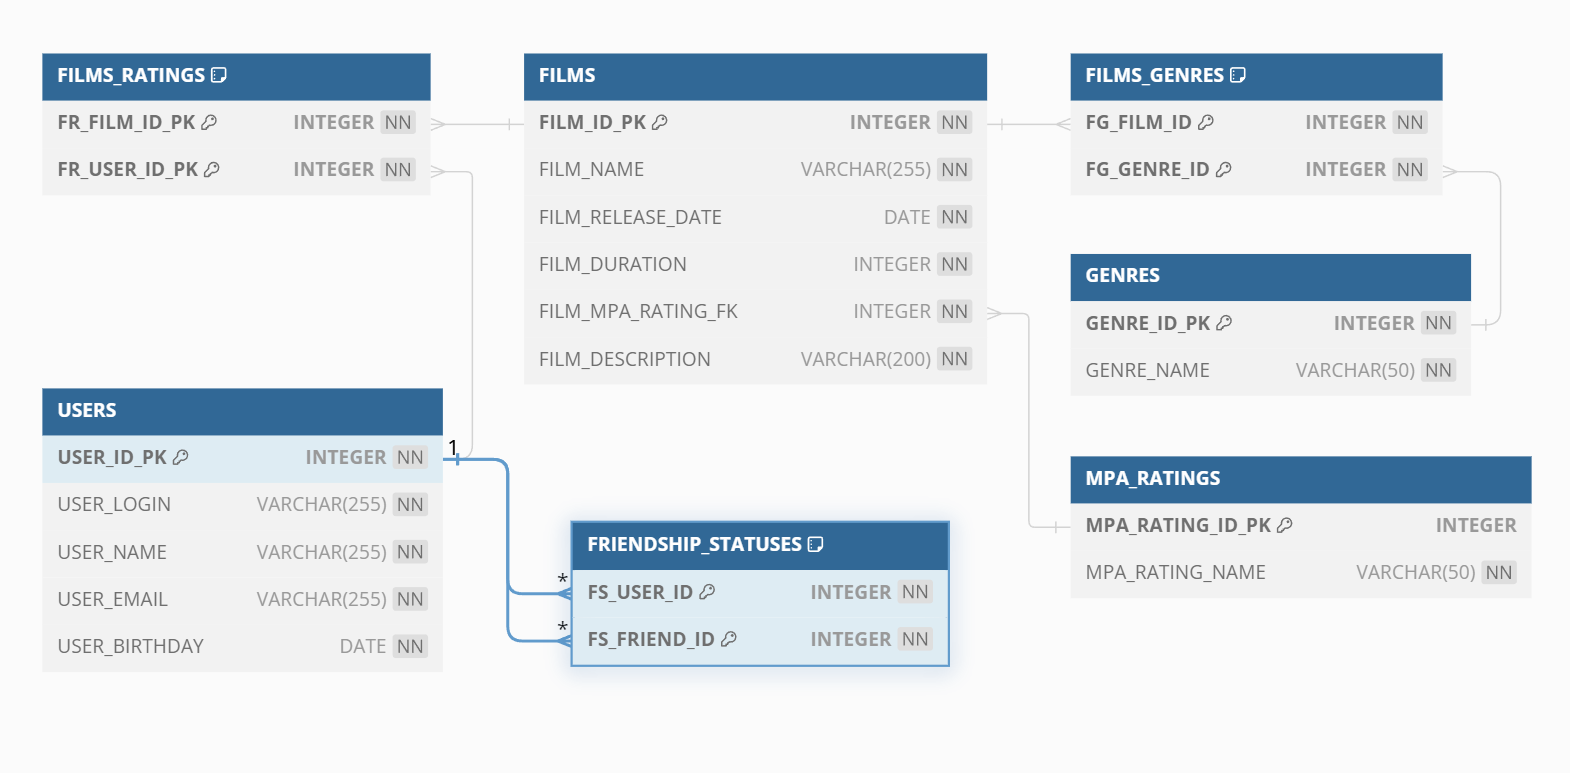 FILMS_RATINGS
FR_FILM_ID_PK INTEGER NN
FR_USER_ID_PK INTEGER NN
FILMS
FILM_ID_PK INTEGER NN
FILM_NAME VARCHAR(255) NN
FILM_RELEASE_DATE DATE NN
FILM_DURATION INTEGER NN
FILM_MPA_RATING_FK INTEGER NN
FILM_DESCRIPTION VARCHAR(200) NN
FILMS_GENRES
FG_FILM_ID INTEGER NN
FG_GENRE_ID INTEGER NN
GENRES
GENRE_ID_PK INTEGER NN
GENRE_NAME VARCHAR(50) NN
USERS
USER_ID_PK INTEGER NN
USER_LOGIN VARCHAR(255) NN
USER_NAME VARCHAR(255) NN
USER_EMAIL VARCHAR(255) NN
USER_BIRTHDAY DATE NN
1
*
*
FRIENDSHIP_STATUSES
FS_USER_ID INTEGER NN
FS_FRIEND_ID INTEGER NN
MPA_RATINGS
MPA_RATING_ID_PK INTEGER
MPA_RATING_NAME VARCHAR(50) NN